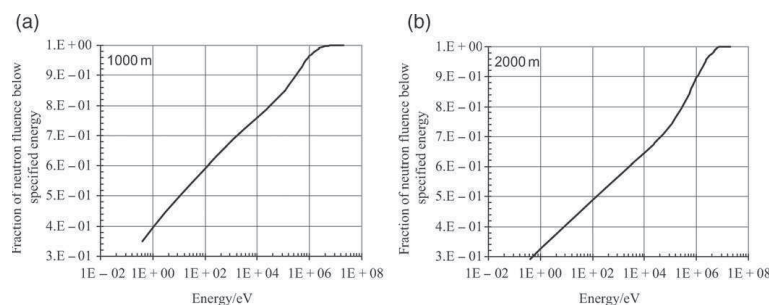 (a)
1.E + 00
1000 m
9.E – 01
8.E – 01
7.E – 01
6.E – 01
5.E – 01
4.E – 01
3.E – 01
1E – 02 1E + 00 1E + 02 1E + 04 1E + 06 1E + 08
Energy/eV
Fraction of neutron fluence below
specified energy
(b)
1.E + 00
2000 m
9.E – 01
8.E – 01
7.E – 01
6.E – 01
5.E – 01
4.E – 01
3.E – 01
1E – 02 1E + 00 1E + 02 1E + 04 1E + 06 1E + 08
Energy/eV
Fraction of neutron fluence below
specified energy